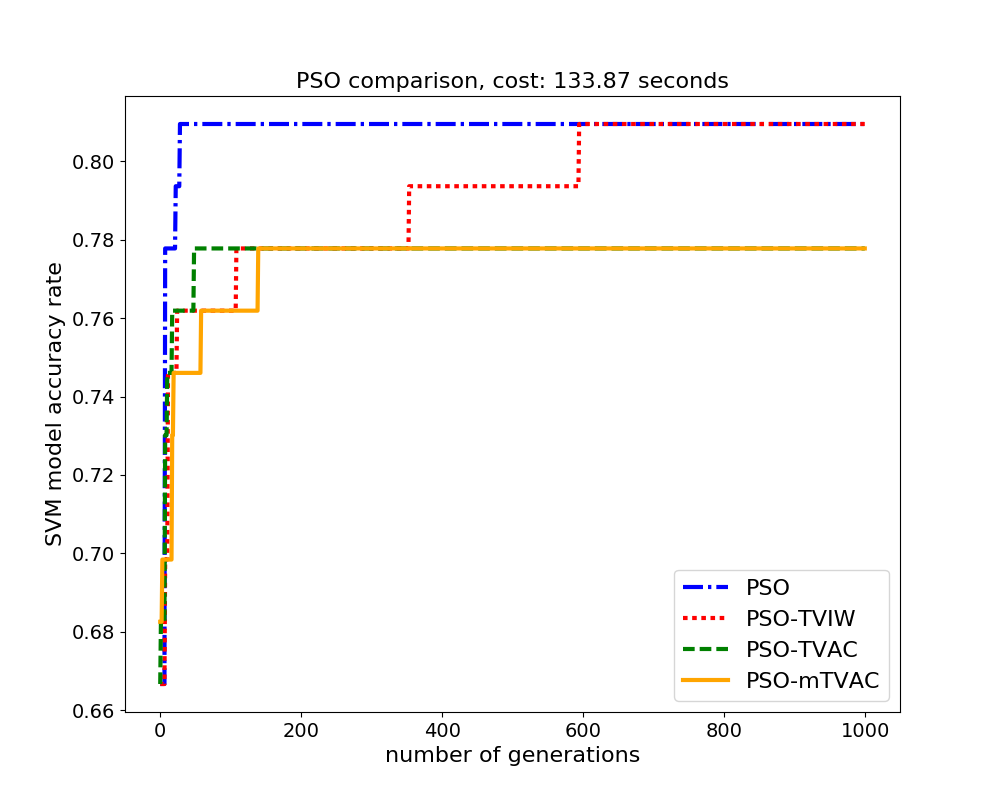 PSO comparison, cost: 133.87 seconds
SVM model accuracy rate
0.80
0.78
0.76
0.74
0.72
0.70
0.68
0.66
0
200
400
600
800
1000
number of generations
PSO
PSO-TVIW
PSO-TVAC
PSO-mTVAC